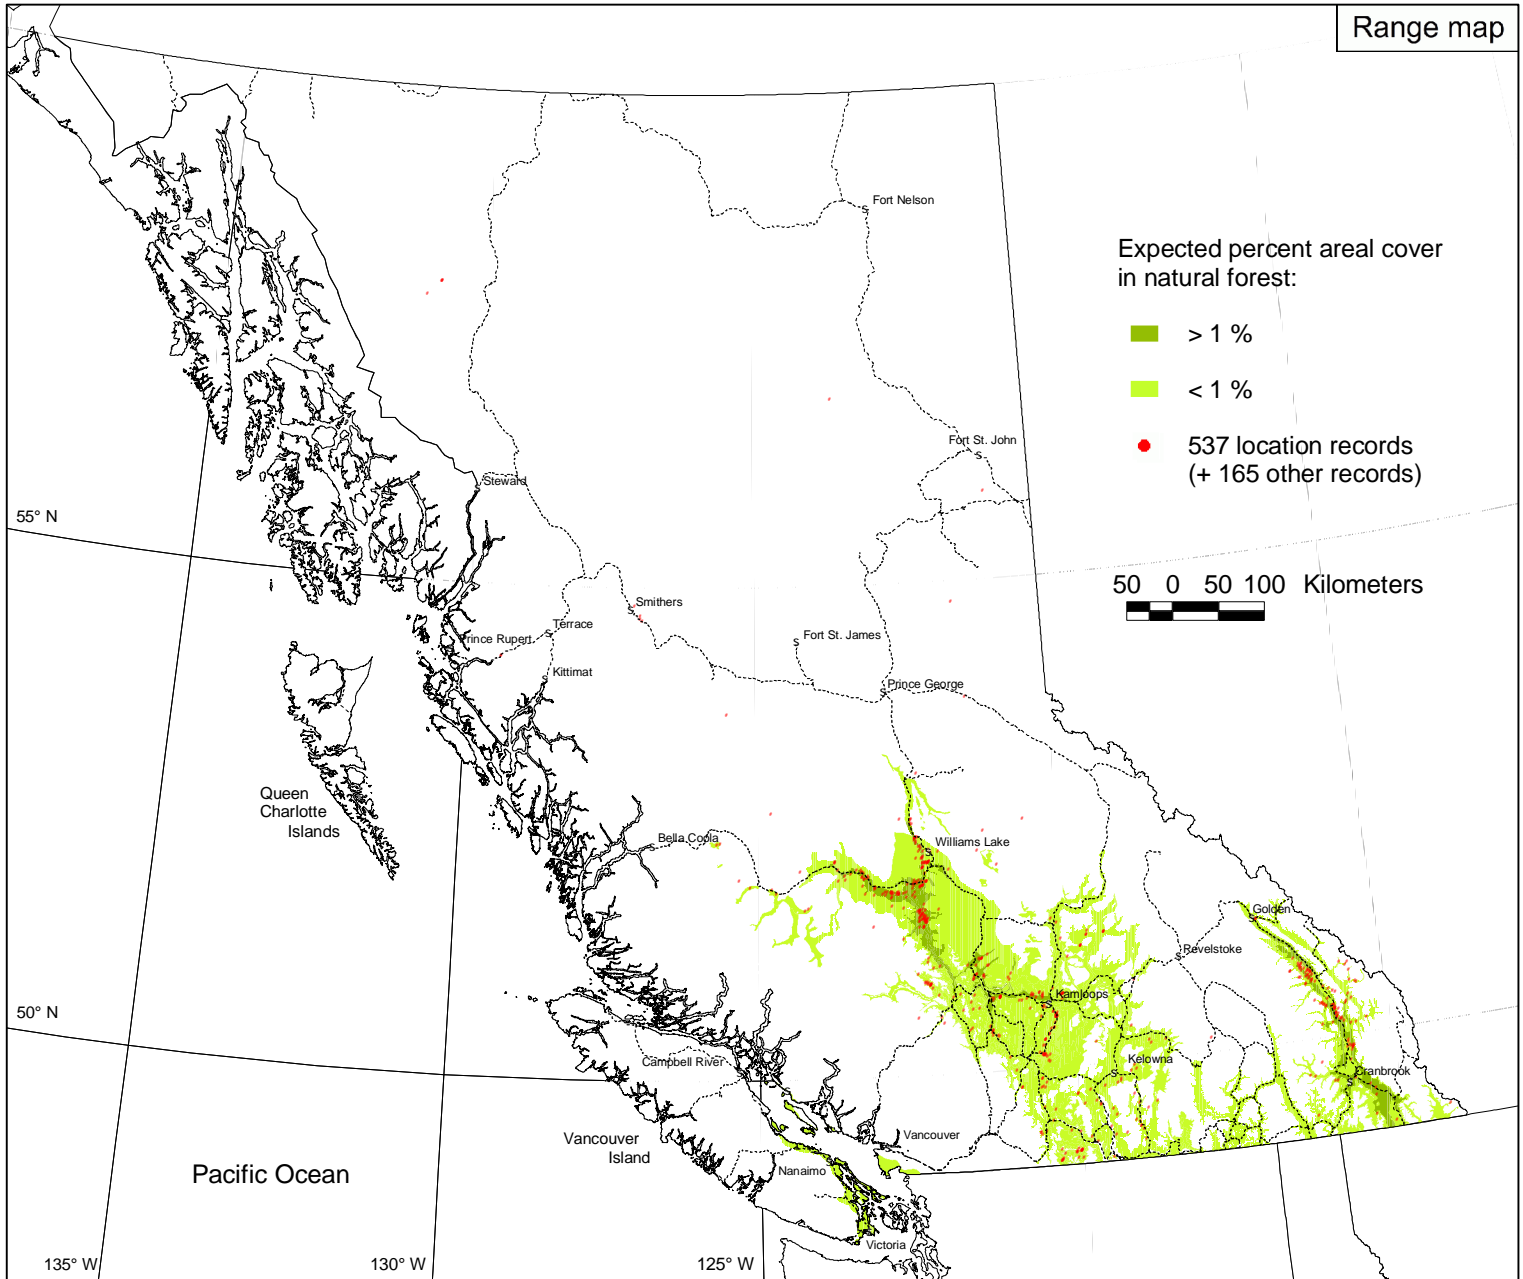 Range map
Fort Nelson
Expected percent areal cover
in natural forest:
> 1 %
< 1 %
537 location records
(+ 165 other records)
Fort St. John
Steward
55° N
50 0 50 100 Kilometers
Smithers
Terrace
Prince Rupert
Fort St. James
Kittimat
Prince George
Queen
Charlotte
Islands
Bella Coola
Williams Lake
Golden
Revelstoke
Kamloops
50° N
Campbell River
Kelowna
Cranbrook
Vancouver
Island
Vancouver
Nanaimo
Pacific Ocean
Victoria
135° W
130° W
125° W